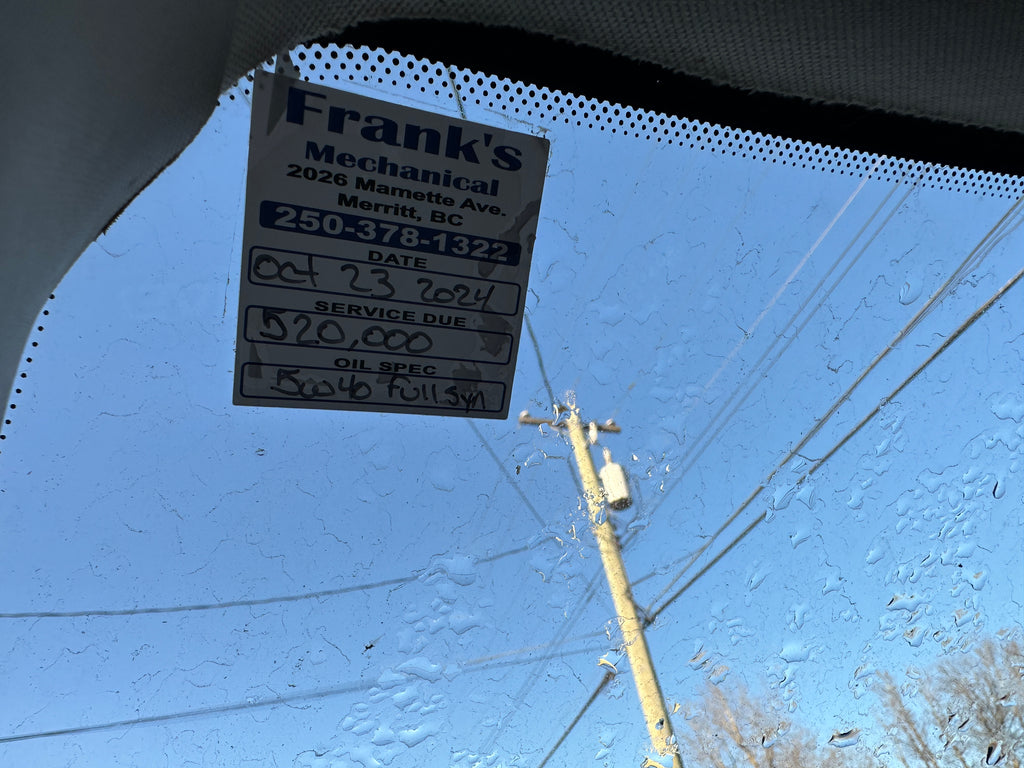 Frank's
Mechanical
2026 Mamette Ave.
Merritt, BC
250-378-1322
DATE
Oct 23 2024
SERVICE DUE
520,000
OIL SPEC
5W40 Full Syn